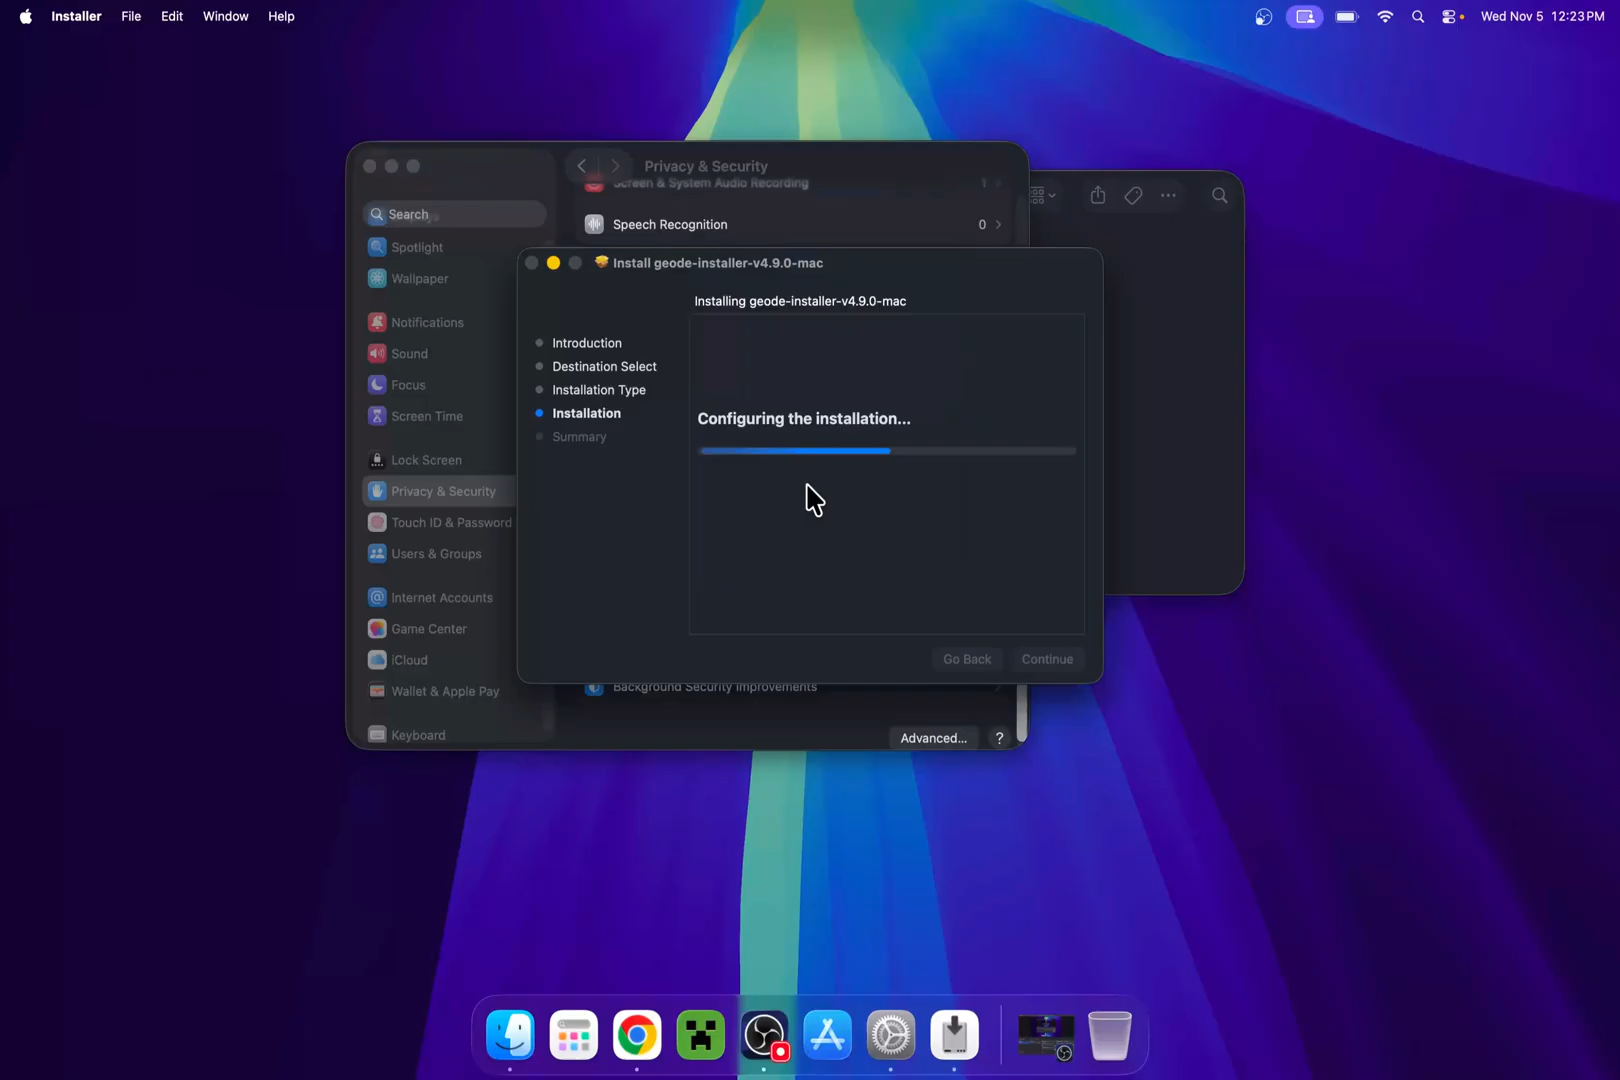 Installer File Edit Window Help
Wed Nov 5 12:23 PM
Privacy & Security
Screen & System Audio Recording 1
Search
Speech Recognition 0
Spotlight
Wallpaper
Notifications
Sound
Focus
Screen Time
Lock Screen
Privacy & Security
Touch ID & Password
Users & Groups
Internet Accounts
Game Center
iCloud
Wallet & Apple Pay
Keyboard
Install geode-installer-v4.9.0-mac
Installing geode-installer-v4.9.0-mac
Introduction
Destination Select
Installation Type
Installation
Summary
Configuring the installation...
Go Back Continue
Background Security Improvements
Advanced... ?